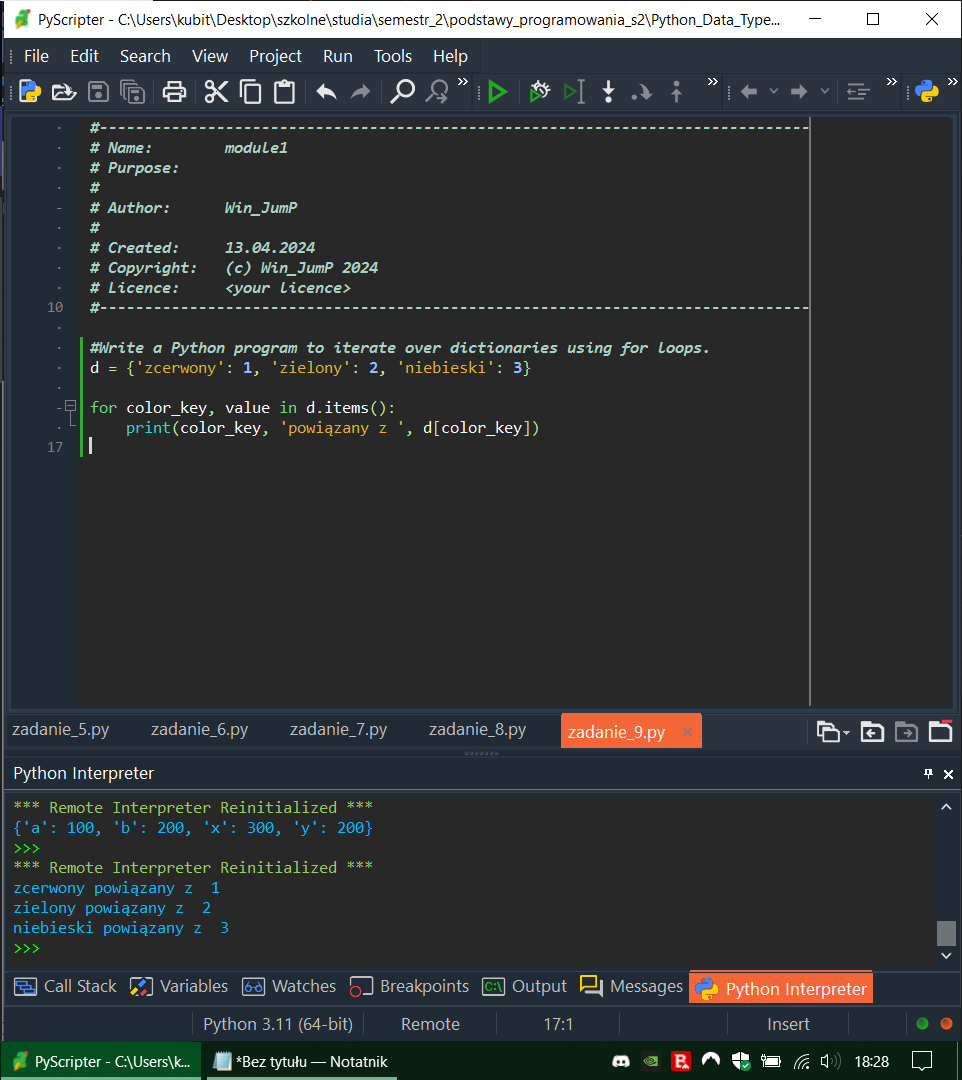 PyScripter - C:\Users\kubit\Desktop\szkolne\studia\semestr_2\podstawy_programowania_s2\Python_Data_Type...
File Edit Search View Project Run Tools Help
#-------------------------------------------------------------------------------
# Name:        module1
# Purpose:
#
# Author:      Win_JumP
#
# Created:     13.04.2024
# Copyright:   (c) Win_JumP 2024
# Licence:     <your licence>
10 #-------------------------------------------------------------------------------
#Write a Python program to iterate over dictionaries using for loops.
d = {'zcerwony': 1, 'zielony': 2, 'niebieski': 3}
for color_key, value in d.items():
    print(color_key, 'powiązany z ', d[color_key])
17
zadanie_5.py zadanie_6.py zadanie_7.py zadanie_8.py zadanie_9.py
Python Interpreter
*** Remote Interpreter Reinitialized ***
{'a': 100, 'b': 200, 'x': 300, 'y': 200}
>>>
*** Remote Interpreter Reinitialized ***
zcerwony powiązany z  1
zielony powiązany z  2
niebieski powiązany z  3
>>>
Call Stack Variables Watches Breakpoints C:\ Output Messages Python Interpreter
Python 3.11 (64-bit) Remote 17:1 Insert
PyScripter - C:\Users\k... *Bez tytułu — Notatnik 18:28